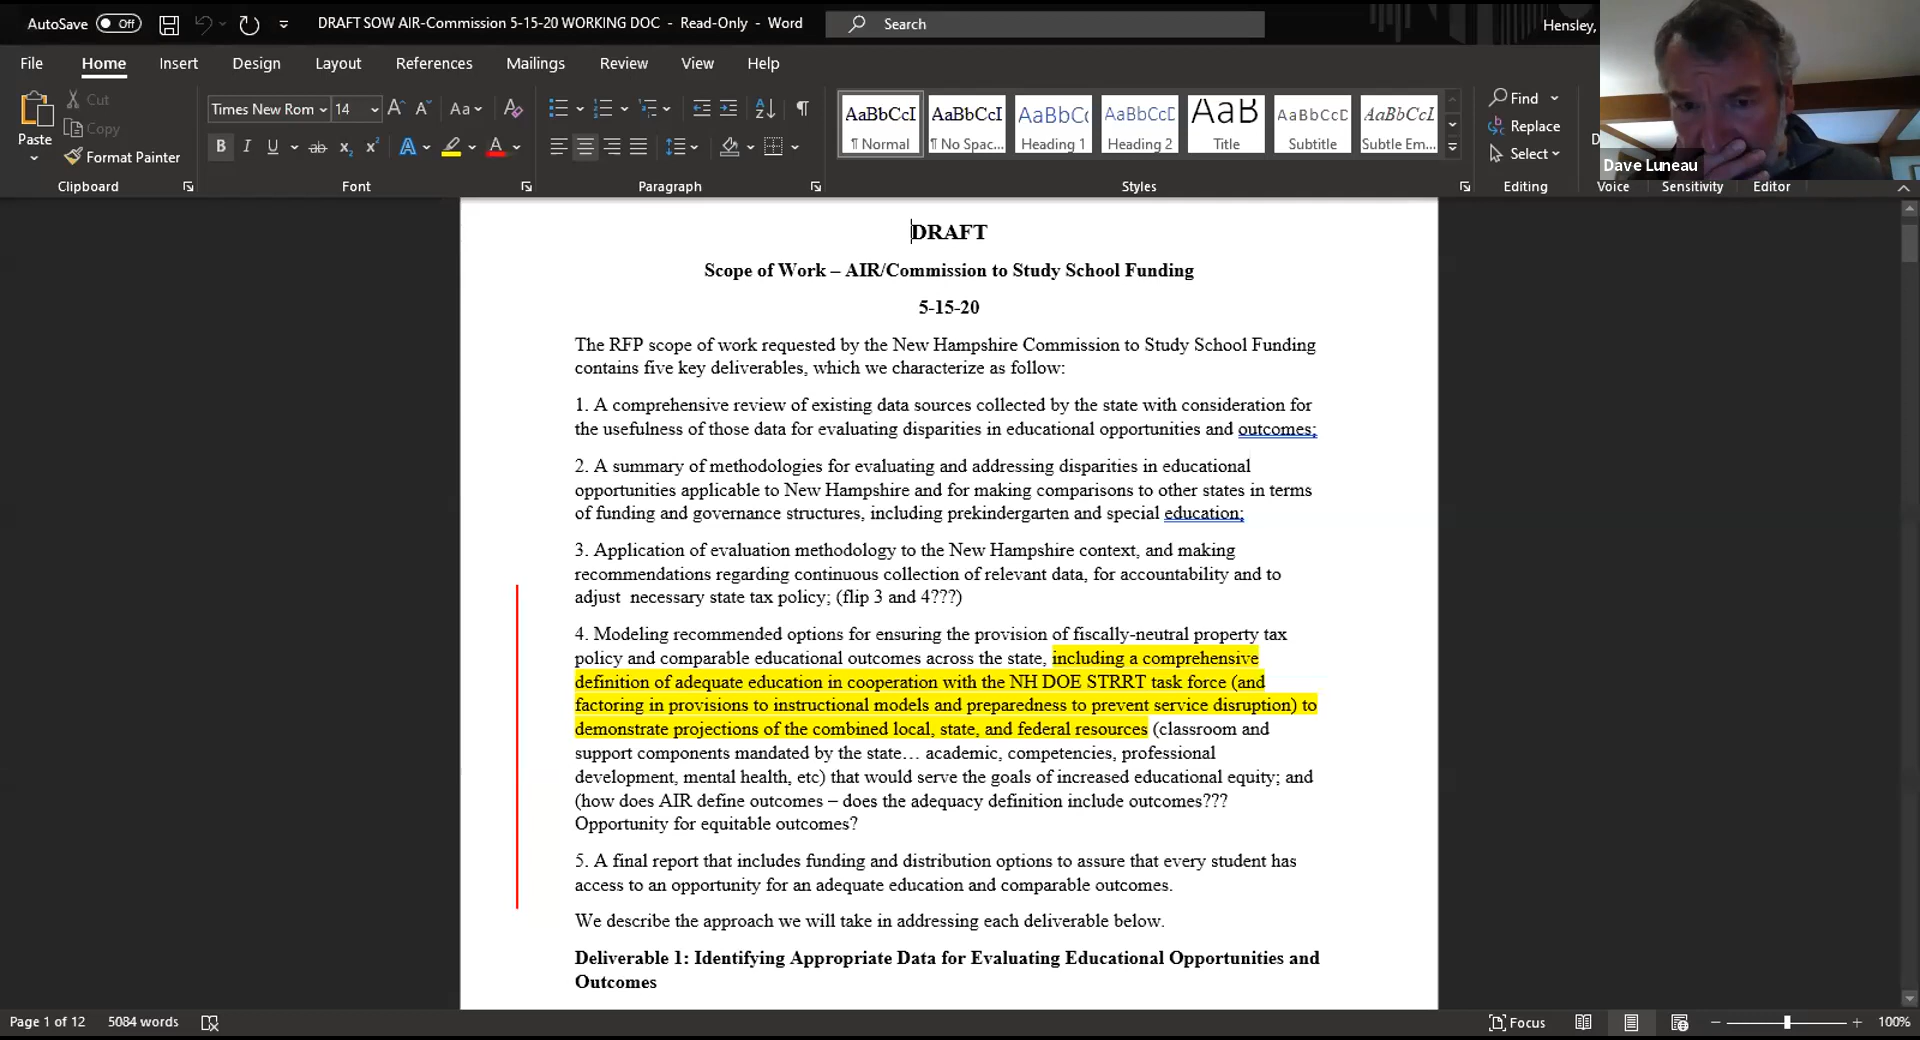 AutoSave Off DRAFT SOW AIR-Commission 5-15-20 WORKING DOC - Read-Only - Word Search Hensley,
File Home Insert Design Layout References Mailings Review View Help
Paste
Cut
Copy
Format Painter
Clipboard
Times New Rom 14
A A Aa A
B I U ab x₂ x² A A
Font
Paragraph
AaBbCcI AaBbCcI AaBbCc AaBbCcD AaB AaBbCcD AaBbCcI
¶ Normal ¶ No Spac... Heading 1 Heading 2 Title Subtitle Subtle Em...
Styles
Find
Replace
Select
Editing
D
Dave Luneau
Voice Sensitivity Editor
DRAFT
Scope of Work – AIR/Commission to Study School Funding
5-15-20
The RFP scope of work requested by the New Hampshire Commission to Study School Funding
contains five key deliverables, which we characterize as follow:
1. A comprehensive review of existing data sources collected by the state with consideration for
the usefulness of those data for evaluating disparities in educational opportunities and outcomes;
2. A summary of methodologies for evaluating and addressing disparities in educational
opportunities applicable to New Hampshire and for making comparisons to other states in terms
of funding and governance structures, including prekindergarten and special education;
3. Application of evaluation methodology to the New Hampshire context, and making
recommendations regarding continuous collection of relevant data, for accountability and to
adjust  necessary state tax policy; (flip 3 and 4???)
4. Modeling recommended options for ensuring the provision of fiscally-neutral property tax
policy and comparable educational outcomes across the state, including a comprehensive
definition of adequate education in cooperation with the NH DOE STRRT task force (and
factoring in provisions to instructional models and preparedness to prevent service disruption) to
demonstrate projections of the combined local, state, and federal resources (classroom and
support components mandated by the state… academic, competencies, professional
development, mental health, etc) that would serve the goals of increased educational equity; and
(how does AIR define outcomes – does the adequacy definition include outcomes???
Opportunity for equitable outcomes?
5. A final report that includes funding and distribution options to assure that every student has
access to an opportunity for an adequate education and comparable outcomes.
We describe the approach we will take in addressing each deliverable below.
Deliverable 1: Identifying Appropriate Data for Evaluating Educational Opportunities and
Outcomes
Page 1 of 12 5084 words Focus 100%